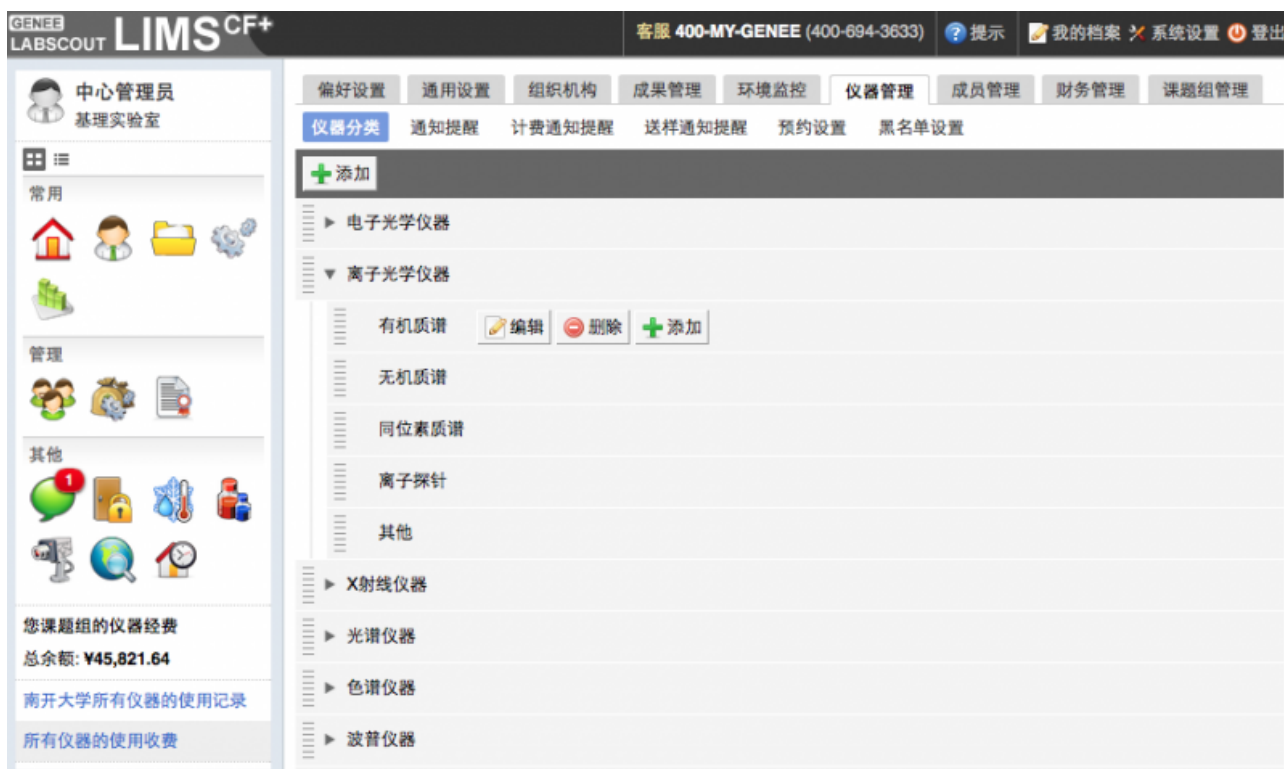 GENEE
LABSCOUT LIMS CF+
客服 400-MY-GENEE (400-694-3633) 提示 我的档案 系统设置 登出
中心管理员
基理实验室
常用
管理
其他
1
您课题组的仪器经费
总余额: ¥45,821.64
南开大学所有仪器的使用记录
所有仪器的使用收费
偏好设置 通用设置 组织机构 成果管理 环境监控 仪器管理 成员管理 财务管理 课题组管理
仪器分类 通知提醒 计费通知提醒 送样通知提醒 预约设置 黑名单设置
添加
电子光学仪器
离子光学仪器
有机质谱 编辑 删除 添加
无机质谱
同位素质谱
离子探针
其他
X射线仪器
光谱仪器
色谱仪器
波普仪器